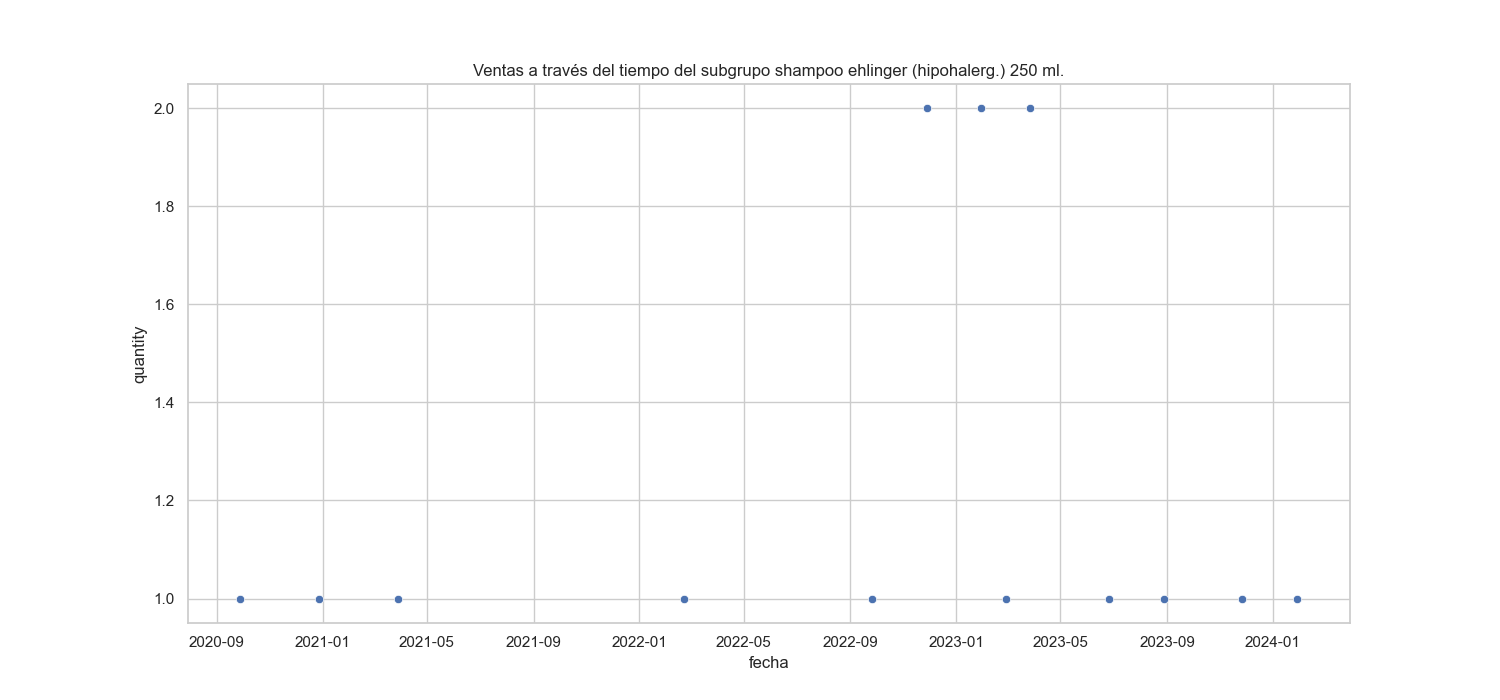 Ventas a través del tiempo del subgrupo shampoo ehlinger (hipohalerg.) 250 ml.
2.0
1.8
1.6
1.4
1.2
1.0
quantity
2020-09 2021-01 2021-05 2021-09 2022-01 2022-05 2022-09 2023-01 2023-05 2023-09 2024-01
fecha